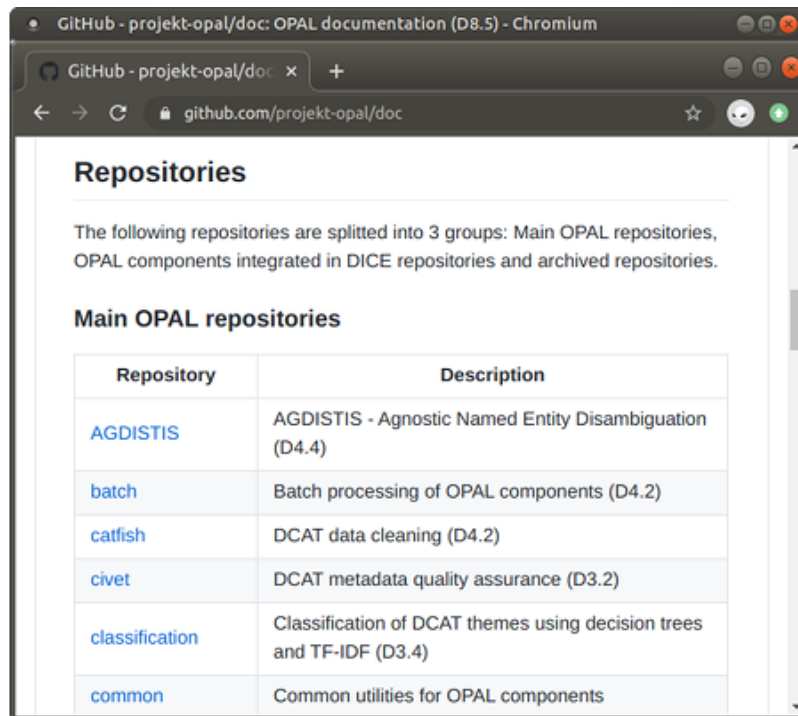 GitHub - projekt-opal/doc: OPAL documentation (D8.5) - Chromium
GitHub - projekt-opal/doc
github.com/projekt-opal/doc
Repositories
The following repositories are splitted into 3 groups: Main OPAL repositories,
OPAL components integrated in DICE repositories and archived repositories.
Main OPAL repositories
Repository Description
AGDISTIS AGDISTIS - Agnostic Named Entity Disambiguation
(D4.4)
batch Batch processing of OPAL components (D4.2)
catfish DCAT data cleaning (D4.2)
civet DCAT metadata quality assurance (D3.2)
classification Classification of DCAT themes using decision trees
and TF-IDF (D3.4)
common Common utilities for OPAL components